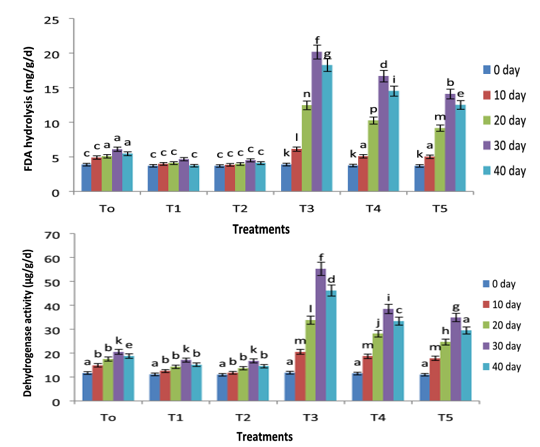 25
20
15
10
5
0
FDA hydrolysis (mg/g/d)
c c a a a
c c c c c
c c c c c
k l n f g
k a p d i
k a m b e
To T1 T2 T3 T4 T5
Treatments
0 day
10 day
20 day
30 day
40 day
70
60
50
40
30
20
10
0
Dehydrogenase activity (µg/g/d)
a b b k e
a b b k b
a b b k b
a m l f d
a m j i c
a m h g a
To T1 T2 T3 T4 T5
Treatments
0 day
10 day
20 day
30 day
40 day